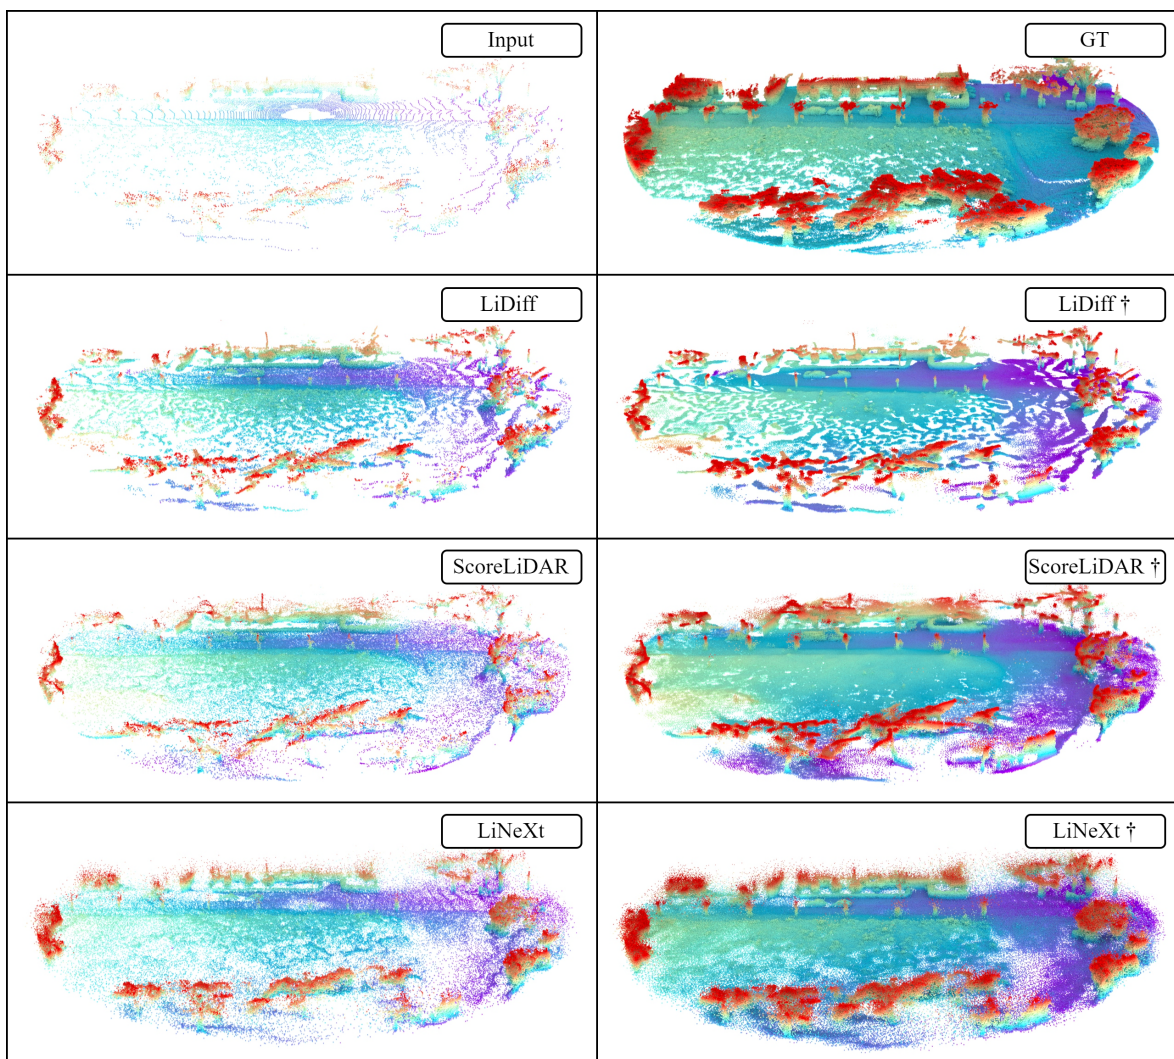 Input
GT
LiDiff
LiDiff †
ScoreLiDAR
ScoreLiDAR †
LiNeXt
LiNeXt †